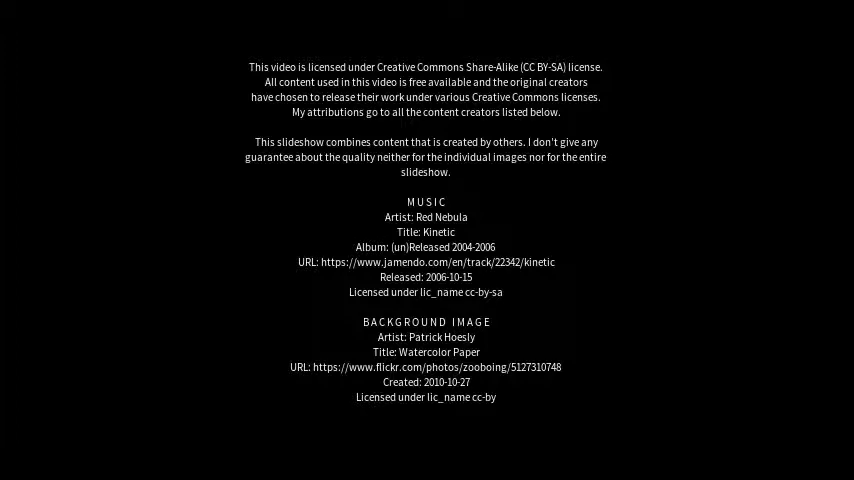 This video is licensed under Creative Commons Share-Alike (CC BY-SA) license.
All content used in this video is free available and the original creators
have chosen to release their work under various Creative Commons licenses.
My attributions go to all the content creators listed below.
This slideshow combines content that is created by others. I don't give any
guarantee about the quality neither for the individual images nor for the entire
slideshow.
MUSIC
Artist: Red Nebula
Title: Kinetic
Album: (un)Released 2004-2006
URL: https://www.jamendo.com/en/track/22342/kinetic
Released: 2006-10-15
Licensed under lic_name cc-by-sa
BACKGROUND IMAGE
Artist: Patrick Hoesly
Title: Watercolor Paper
URL: https://www.flickr.com/photos/zooboing/5127310748
Created: 2010-10-27
Licensed under lic_name cc-by